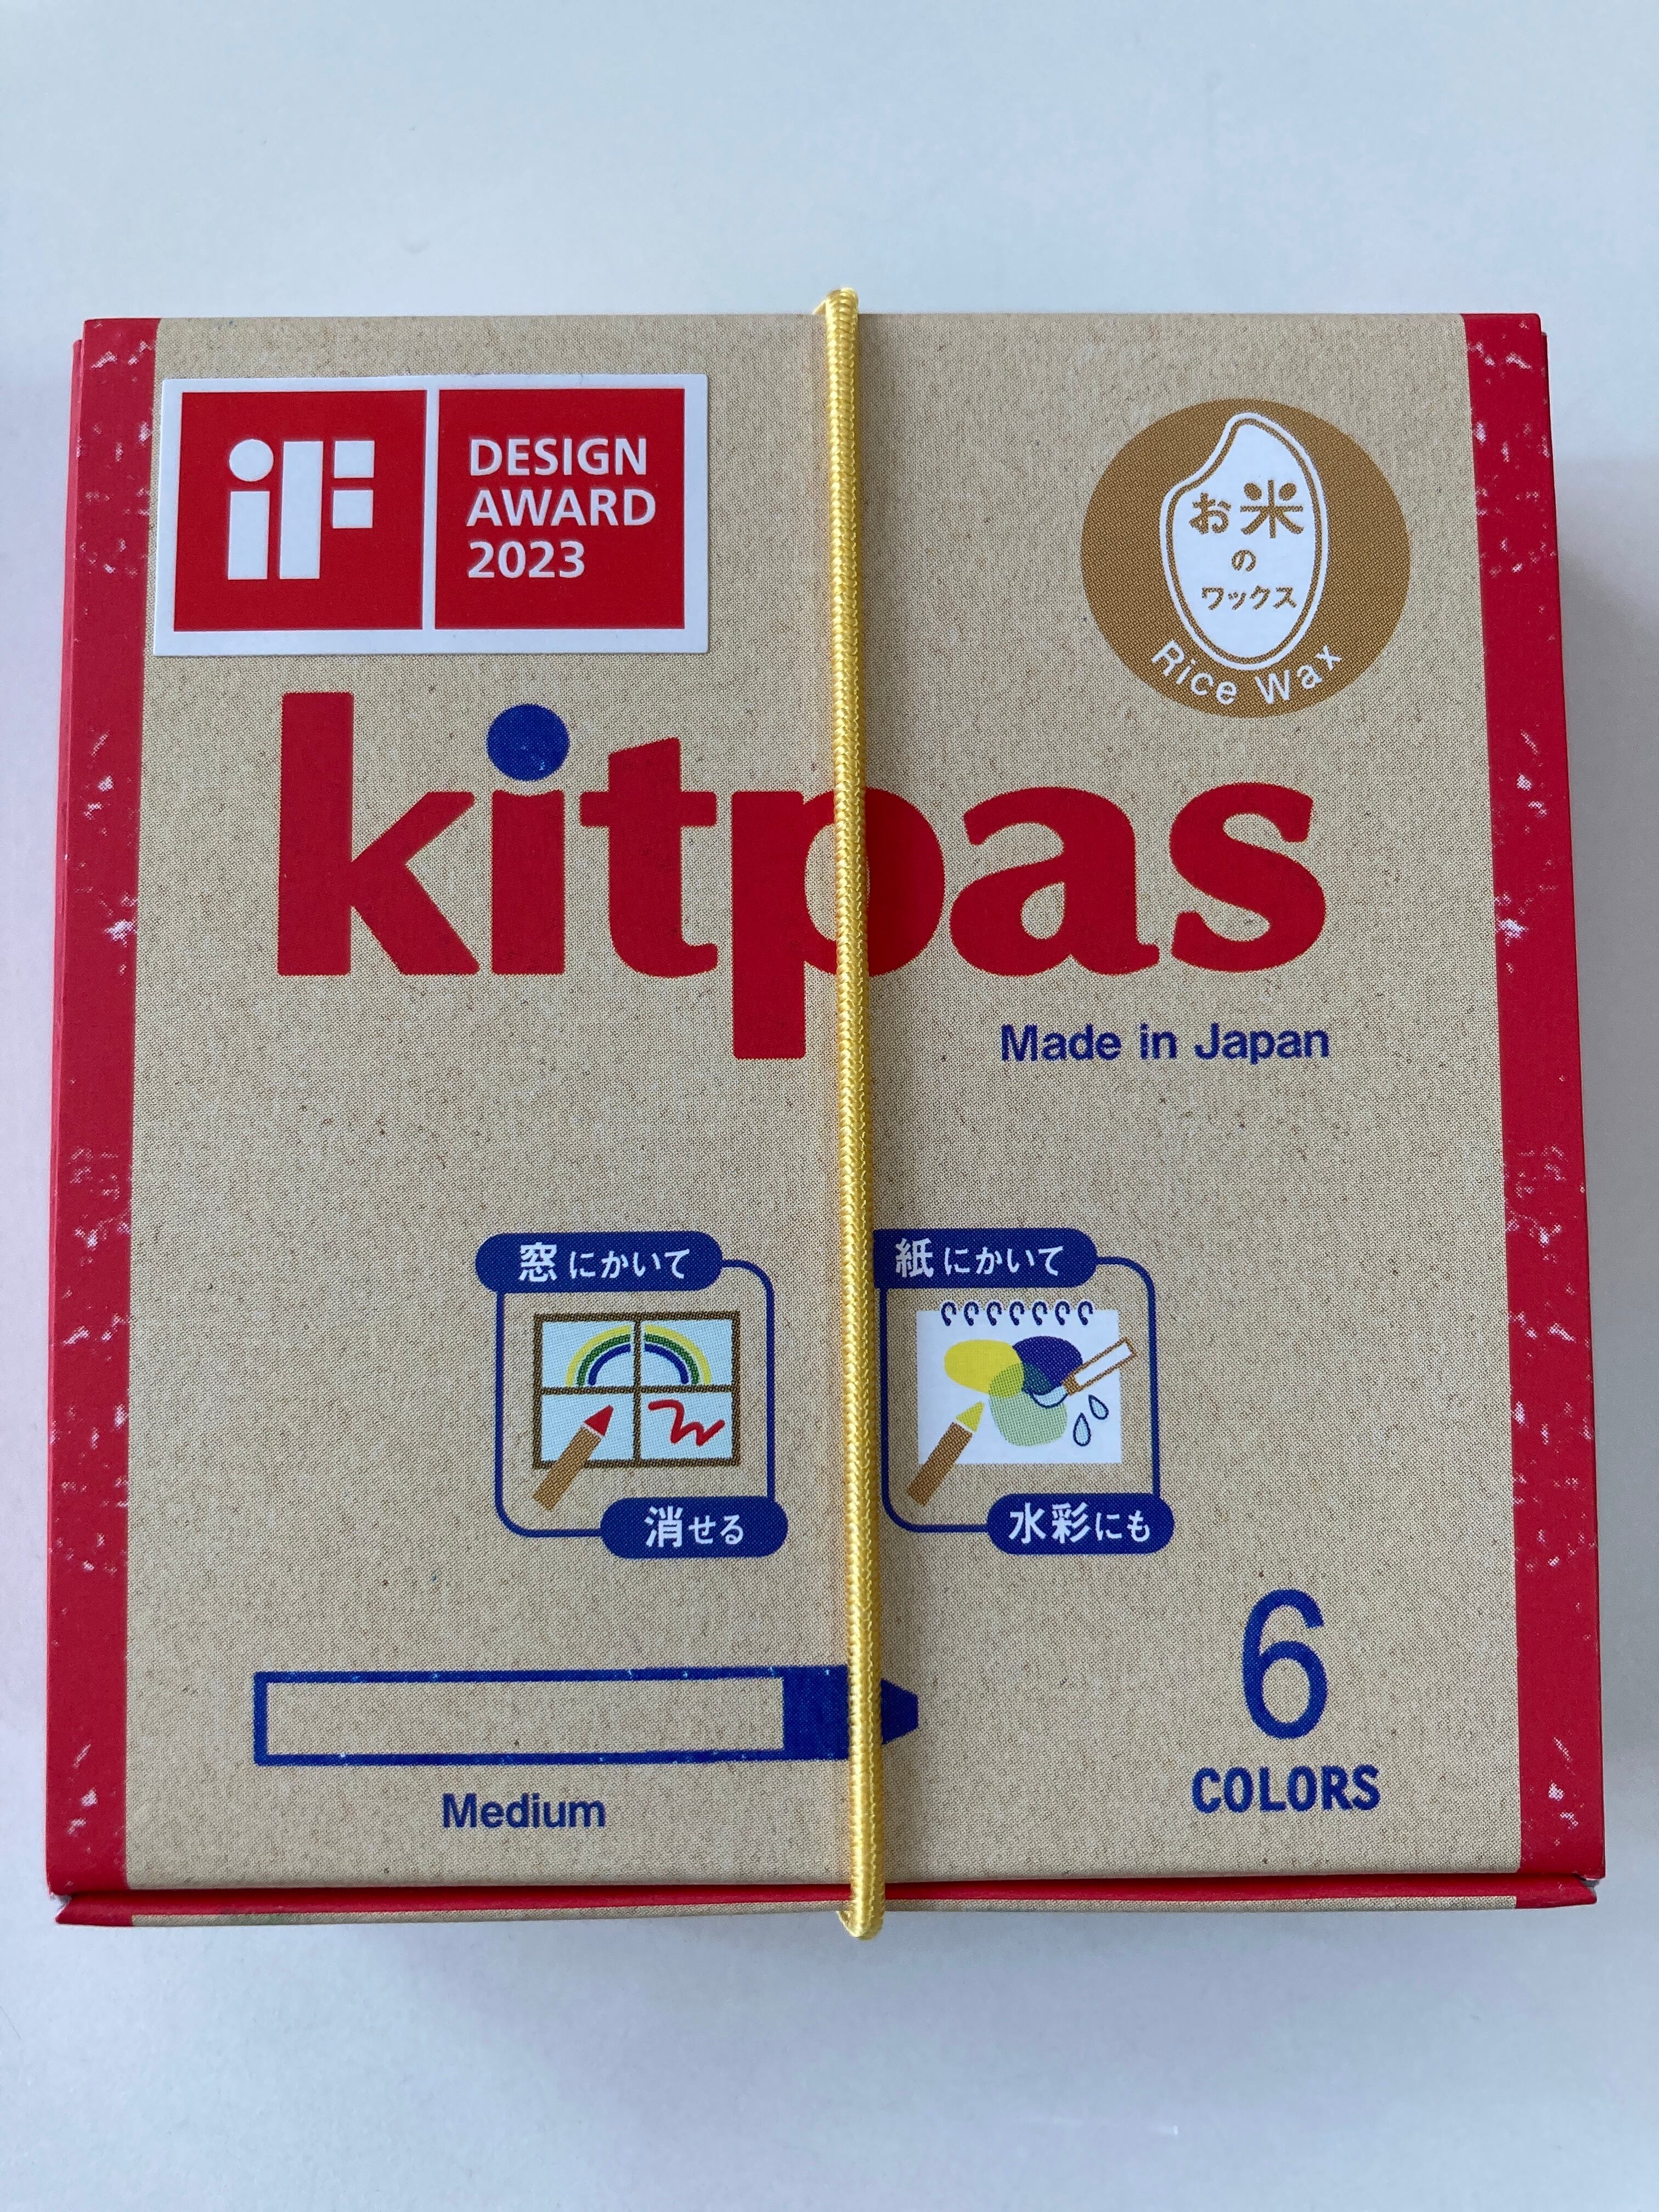 iF
DESIGN
AWARD
2023
お米
の
ワックス
Rice Wax
kitpas
Made in Japan
窓にかいて
消せる
紙にかいて
水彩にも
Medium
6
COLORS